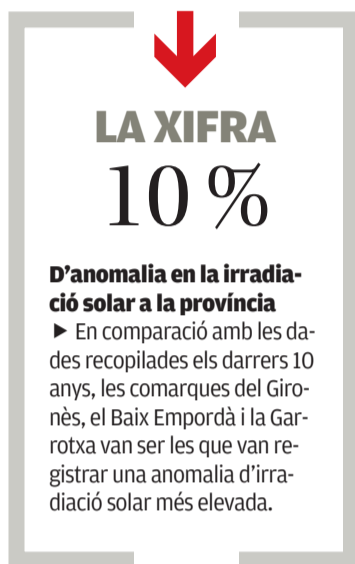 LA XIFRA
10 %
D’anomalia en la irradia-
ció solar a la província
▶ En comparació amb les da-
des recopilades els darrers 10
anys, les comarques del Giro-
nès, el Baix Empordà i la Gar-
rotxa van ser les que van re-
gistrar una anomalia d’irra-
diació solar més elevada.